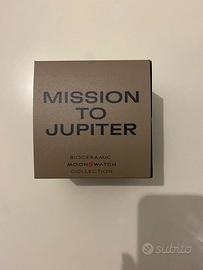 MISSION
TO
JUPITER
BIOCERAMIC
MOONSWATCH
COLLECTION
subito